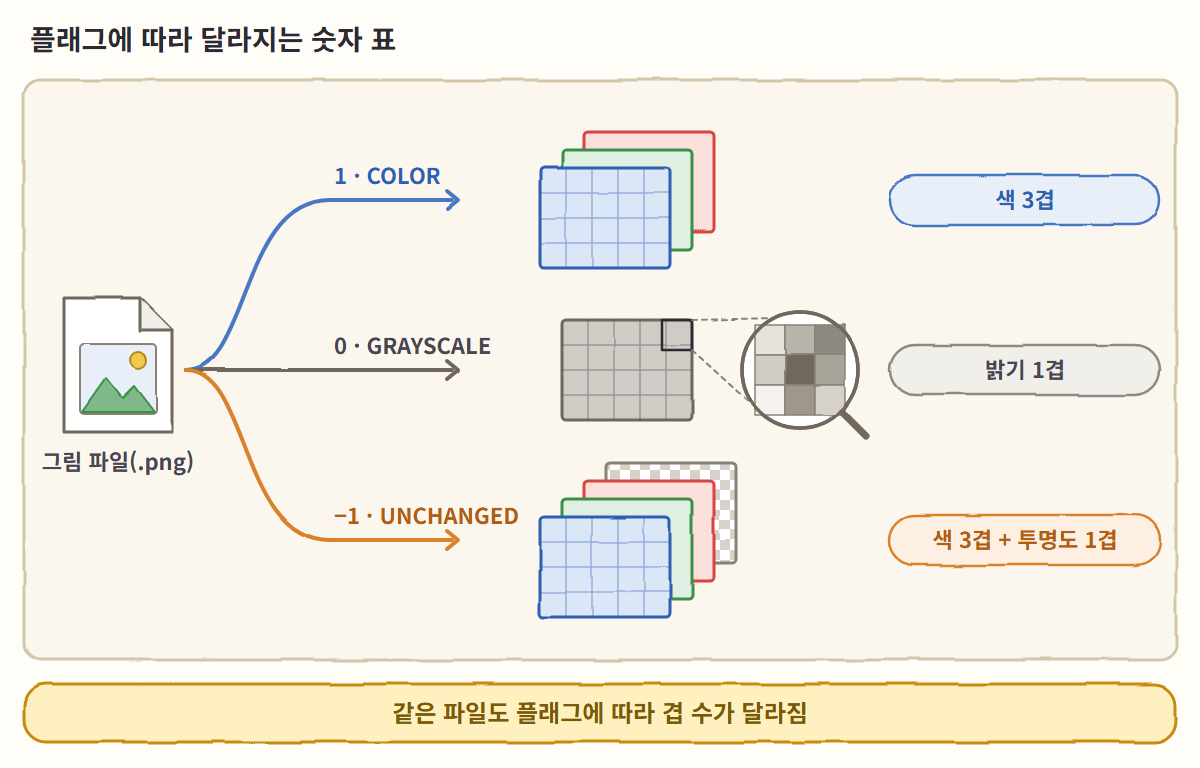 플래그에 따라 달라지는 숫자 표
1 · COLOR
색 3겹
0 · GRAYSCALE
밝기 1겹
그림 파일(.png)
−1 · UNCHANGED
색 3겹 + 투명도 1겹
같은 파일도 플래그에 따라 겹 수가 달라짐